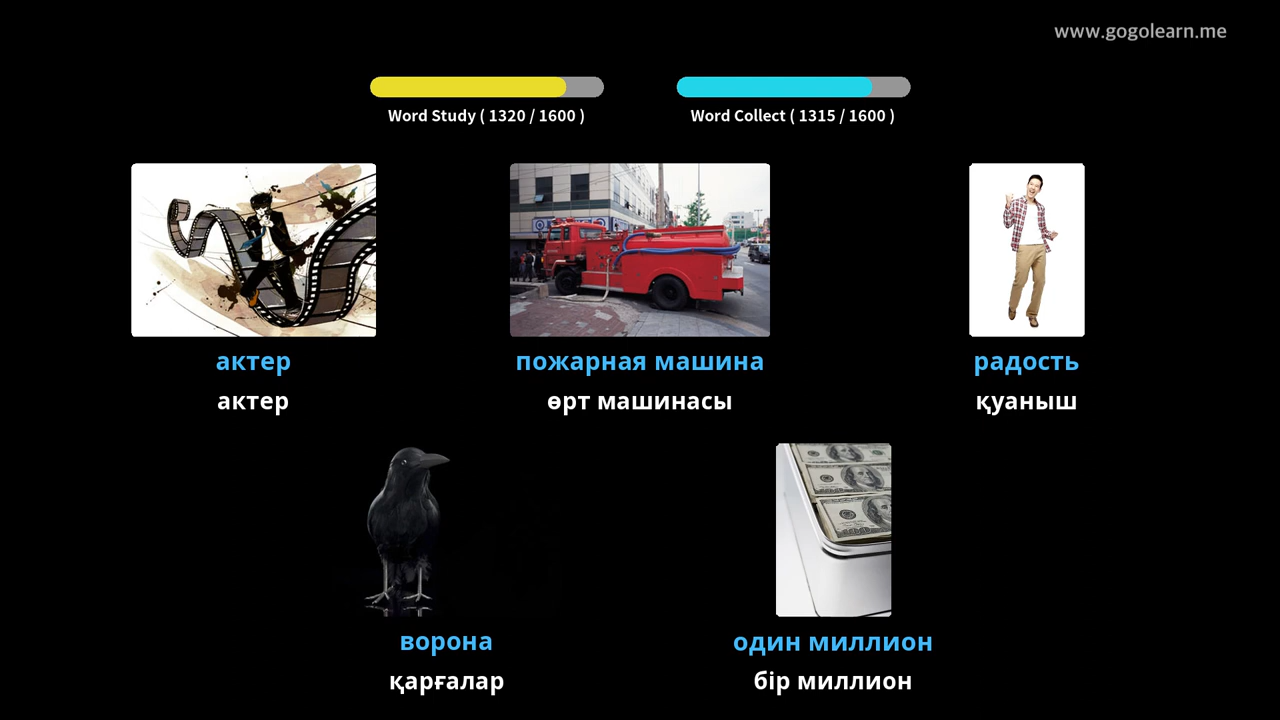 www.gogolearn.me
Word Study ( 1320 / 1600 )
Word Collect ( 1315 / 1600 )
актер
актер
пожарная машина
өрт машинасы
радость
қуаныш
ворона
қарғалар
один миллион
бір миллион